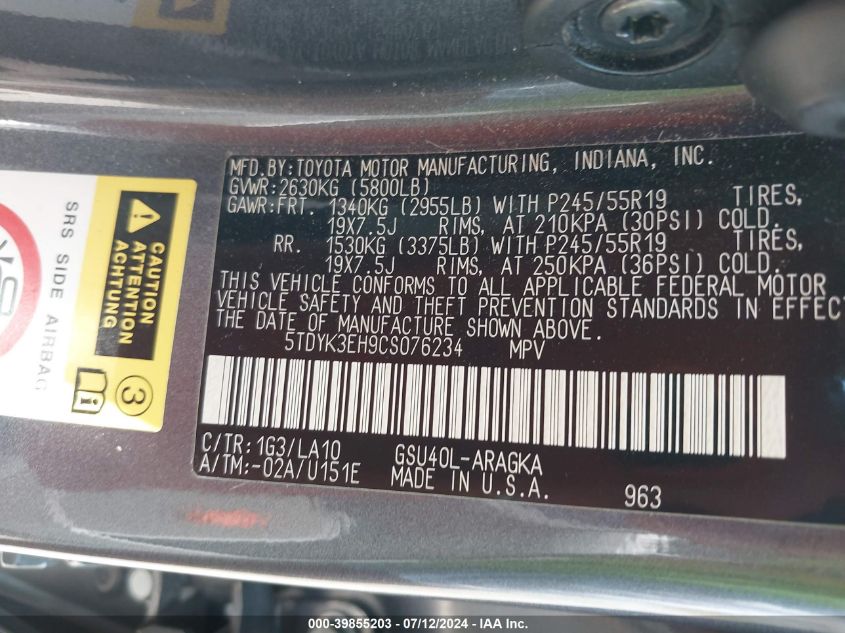 MFD.BY:TOYOTA MOTOR MANUFACTURING, INDIANA, INC.
GVWR:2630KG (5800LB)
GAWR:FRT. 1340KG (2955LB) WITH P245/55R19 TIRES,
19X7.5J RIMS, AT 210KPA (30PSI) COLD.
RR. 1530KG (3375LB) WITH P245/55R19 TIRES,
19X7.5J RIMS, AT 250KPA (36PSI) COLD.
THIS VEHICLE CONFORMS TO ALL APPLICABLE FEDERAL MOTOR
VEHICLE SAFETY AND THEFT PREVENTION STANDARDS IN EFFECT
THE DATE OF MANUFACTURE SHOWN ABOVE.
5TDYK3EH9CS076234 MPV
C/TR:1G3/LA10 GSU40L-ARAGKA
A/TM:-02A/U151E MADE IN U.S.A.
963
SRS SIDE AIRBAG
CAUTION
ATTENTION
ACHTUNG
3
i
000-39855203 - 07/12/2024 - IAA Inc.